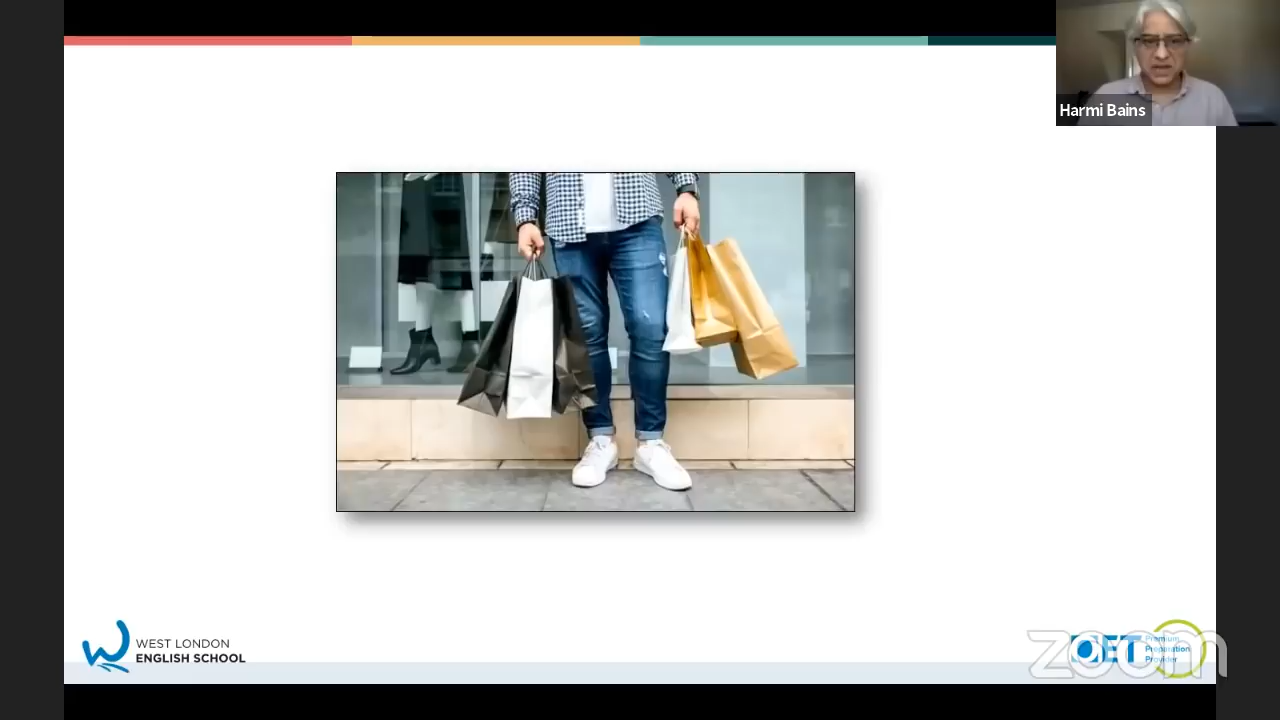 Harmi Bains
WEST LONDON
ENGLISH SCHOOL
OET
Premium
Preparation
Provider
zoom